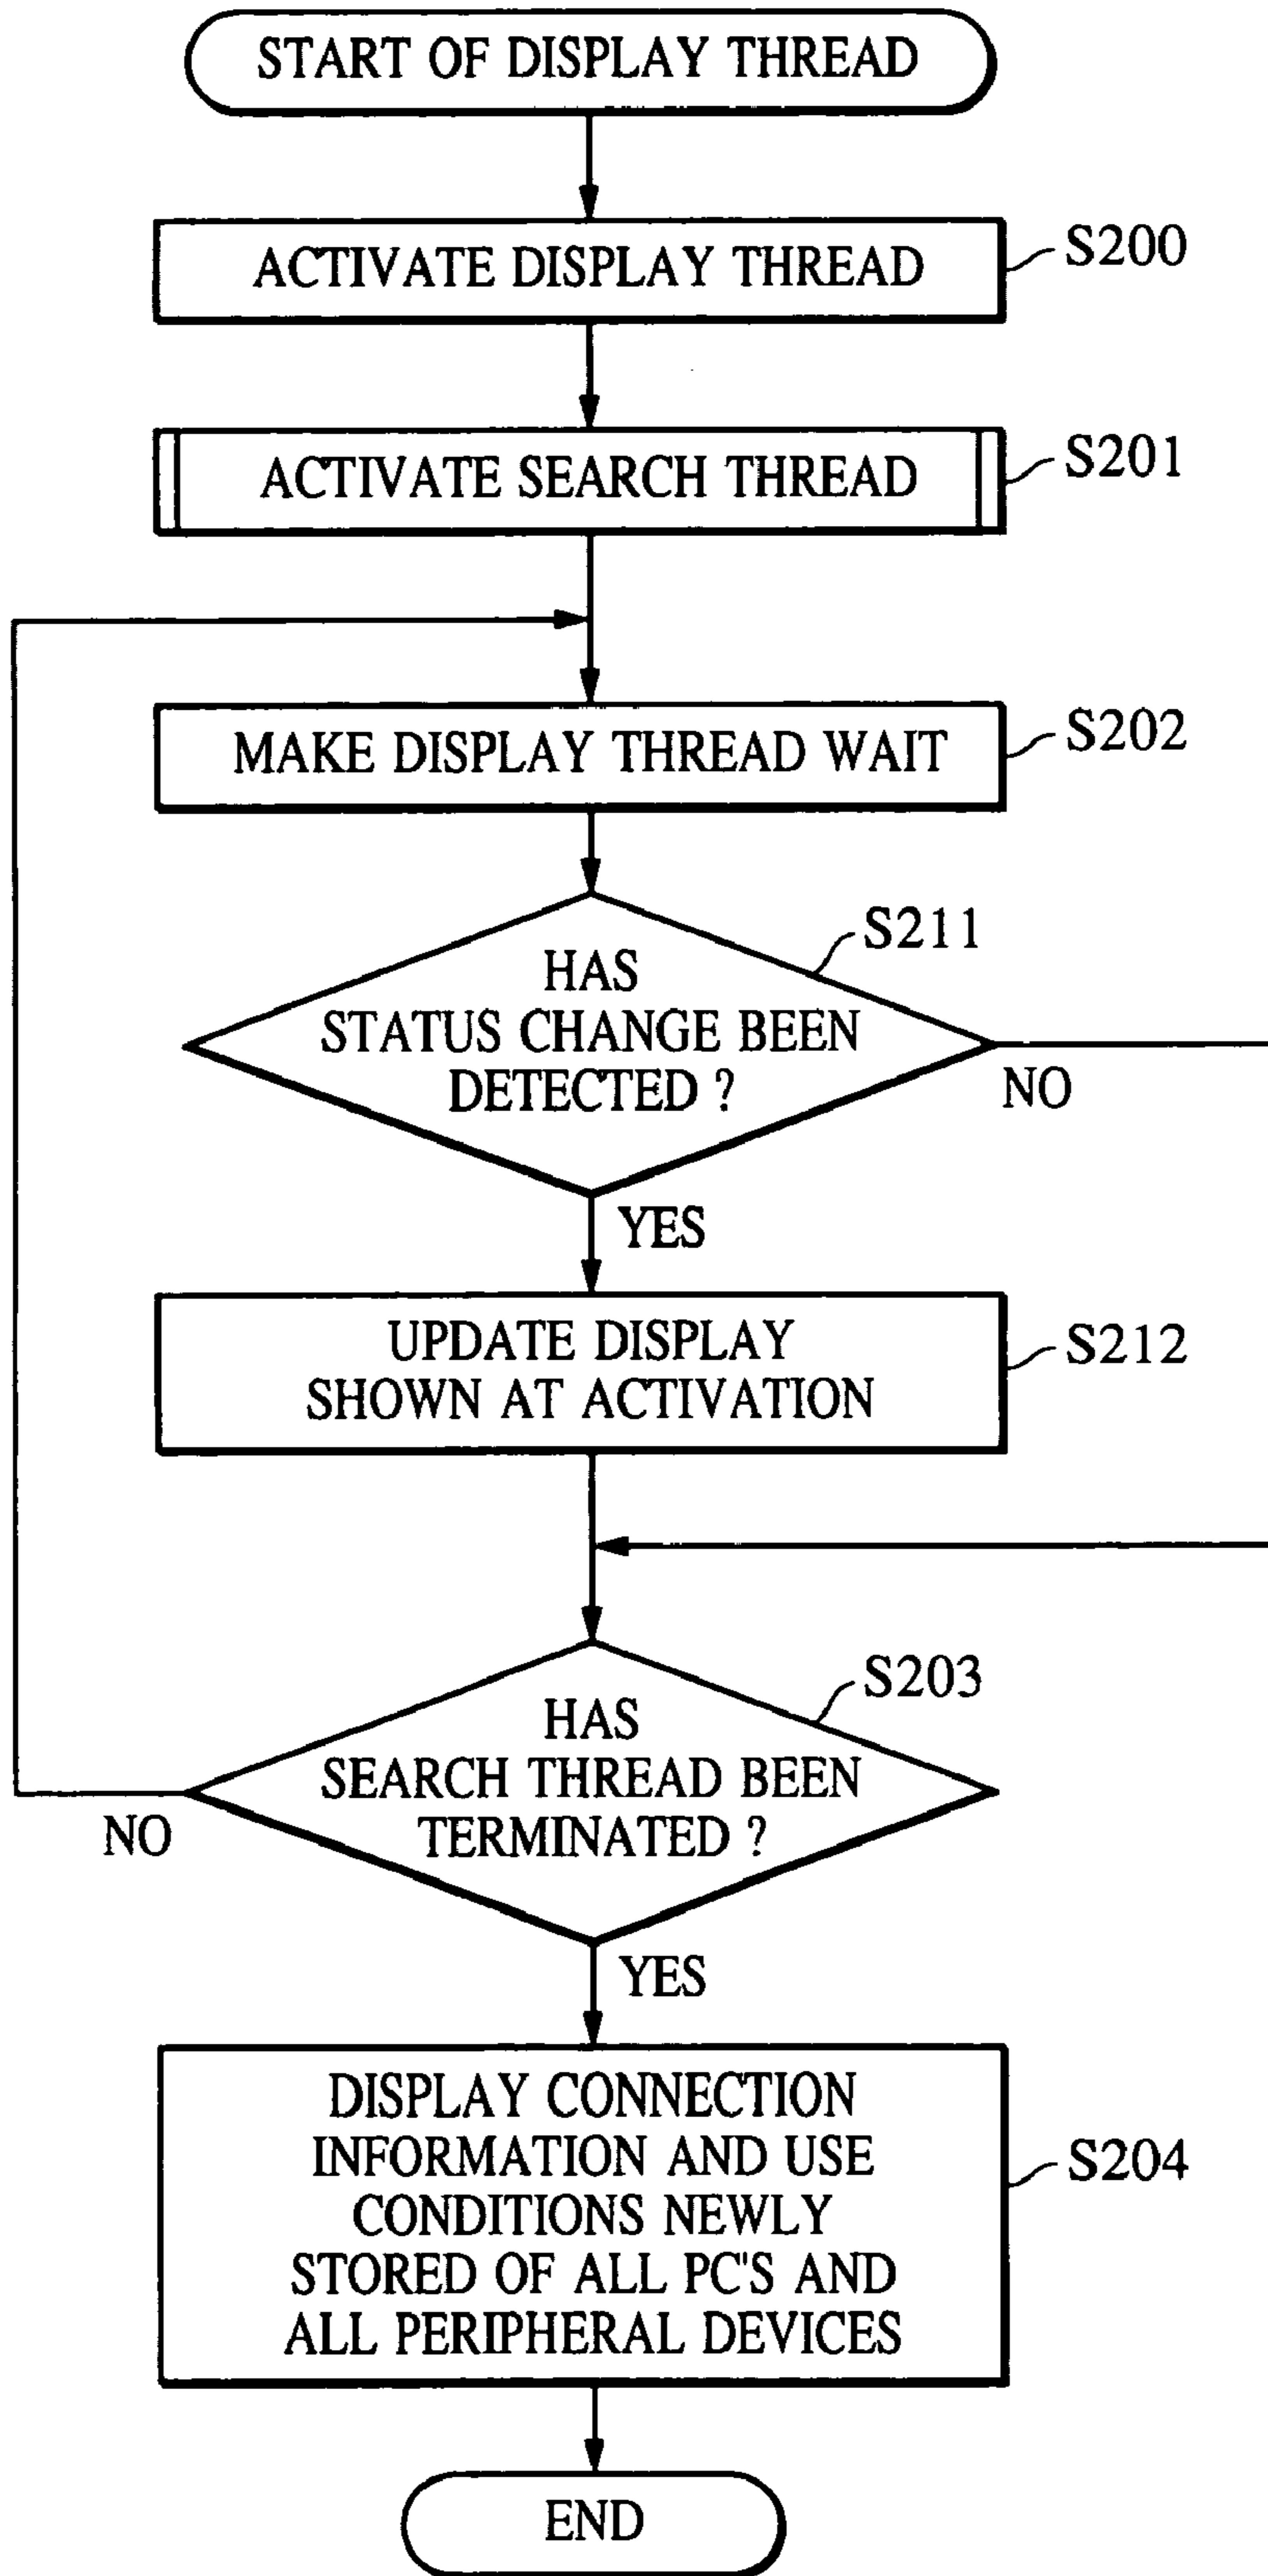 START OF DISPLAY THREAD
ACTIVATE DISPLAY THREAD
S200
ACTIVATE SEARCH THREAD
S201
MAKE DISPLAY THREAD WAIT
S202
S211
HAS
STATUS CHANGE BEEN
DETECTED ?
NO
YES
UPDATE DISPLAY
SHOWN AT ACTIVATION
S212
S203
HAS
SEARCH THREAD BEEN
TERMINATED ?
NO
YES
DISPLAY CONNECTION
INFORMATION AND USE
CONDITIONS NEWLY
STORED OF ALL PC'S AND
ALL PERIPHERAL DEVICES
S204
END